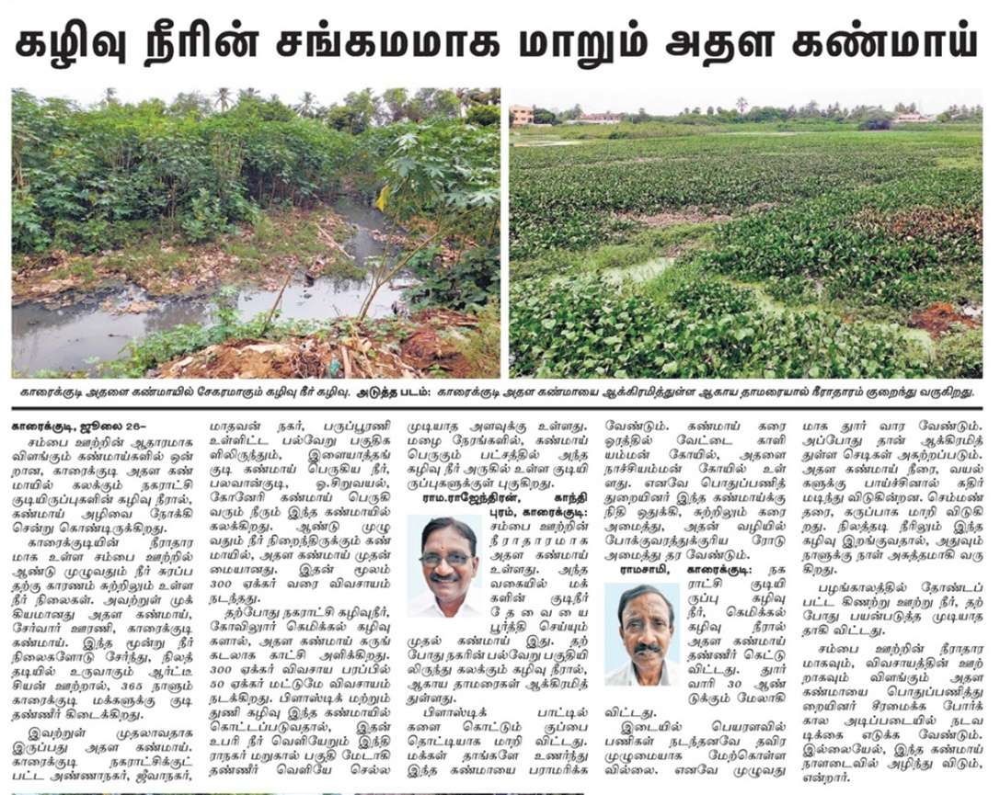 கழிவு நீரின் சங்கமமாக மாறும் அதள கண்மாய்
காரைக்குடி அதளை கண்மாயில் சேகரமாகும் கழிவு நீர் கழிவு. அடுத்த படம்: காரைக்குடி அதள கண்மாயை ஆக்கிரமித்துள்ள ஆகாய தாமரையால் நீராதாரம் குறைந்து வருகிறது.
காரைக்குடி, ஜூலை 26–
சம்பை ஊற்றின் ஆதாரமாக
விளங்கும் கண்மாய்களில் ஒன்
றான, காரைக்குடி அதள கண்
மாயில் கலக்கும் நகராட்சி
குடியிருப்புகளின் கழிவு நீரால்,
கண்மாய் அழிவை நோக்கி
சென்று கொண்டிருக்கிறது.
காரைக்குடியின் நீராதார
மாக உள்ள சம்பை ஊற்றில்
ஆண்டு முழுவதும் நீர் சுரப்ப
தற்கு காரணம் சுற்றிலும் உள்ள
நீர் நிலைகள். அவற்றுள் முக்
கியமானது அதள கண்மாய்,
சேர்வார் ஊரணி, காரைக்குடி
கண்மாய். இந்த மூன்று நீர்
நிலைகளோடு சேர்ந்து, நிலத்
தடியில் உருவாகும் ஆர்ட்டீ
சியன் ஊற்றால், 365 நாளும்
காரைக்குடி மக்களுக்கு குடி
தண்ணீர் கிடைக்கிறது.
இவற்றுள் முதலாவதாக
இருப்பது அதள கண்மாய்.
காரைக்குடி நகராட்சிக்குட்
பட்ட அண்ணாநகர், ஜீவாநகர்,
மாதவன் நகர், பருப்பூரணி
உள்ளிட்ட பல்வேறு பகுதிக
ளிலிருந்தும், இளையாத்தங்
குடி கண்மாய் பெருகிய நீர்,
பலவான்குடி, ஓ.சிறுவயல்,
கோனேரி கண்மாய் பெருகி
வரும் நீரும் இந்த கண்மாயில்
கலக்கிறது. ஆண்டு முழு
வதும் நீர் நிறைந்திருக்கும் கண்
மாயில், அதள கண்மாய் முதன்
மையானது. இதன் மூலம்
300 ஏக்கர் வரை விவசாயம்
நடந்தது.
தற்போது நகராட்சி கழிவுநீர்,
கோவிலூர் கெமிக்கல் கழிவு
களால், அதள கண்மாய் கருங்
கடலாக காட்சி அளிக்கிறது.
300 ஏக்கர் விவசாய பரப்பில்
50 ஏக்கர் மட்டுமே விவசாயம்
நடக்கிறது. பிளாஸ்டிக் மற்றும்
துணி கழிவு இந்த கண்மாயில்
கொட்டப்படுவதால், இதன்
உபரி நீர் வெளியேறும் இந்தி
ராநகர் மறுகால் பகுதி மேடாகி
தண்ணீர் வெளியே செல்ல
முடியாத அளவுக்கு உள்ளது.
மழை நேரங்களில், கண்மாய்
பெருகும் பட்சத்தில் அந்த
கழிவு நீர் அருகில் உள்ள குடியி
ருப்புகளுக்குள் புகுகிறது.
ராம.ராஜேந்திரன், காந்தி
புரம், காரைக்குடி:
சம்பை ஊற்றின்
நீராதாரமாக
அதள கண்மாய்
உள்ளது. அந்த
வகையில் மக்
களின் குடிநீர்
தேவையை
பூர்த்தி செய்யும்
முதல் கண்மாய் இது. தற்
போது நகரின் பல்வேறு பகுதியி
லிருந்து கலக்கும் கழிவு நீரால்,
ஆகாய தாமரைகள் ஆக்கிரமித்
துள்ளது.
பிளாஸ்டிக் பாட்டில்
களை கொட்டும் குப்பை
தொட்டியாக மாறி விட்டது.
மக்கள் தாங்களே உணர்ந்து
இந்த கண்மாயை பராமரிக்க
வேண்டும். கண்மாய் கரை
ஓரத்தில் வேட்டை காளி
யம்மன் கோயில், அதளை
நாச்சியம்மன் கோயில் உள்
ளது. எனவே பொதுப்பணித்
துறையினர் இந்த கண்மாய்க்கு
நிதி ஒதுக்கி, சுற்றிலும் கரை
அமைத்து, அதன் வழியில்
போக்குவரத்துக்குரிய ரோடு
அமைத்து தர வேண்டும்.
ராமசாமி, காரைக்குடி: நக
ராட்சி குடியி
ருப்பு கழிவு
நீர், கெமிக்கல்
கழிவு நீரால்
அதள கண்மாய்
தண்ணீர் கெட்டு
விட்டது. தூர்
வாரி 30 ஆண்
டுக்கும் மேலாகி
விட்டது.
இடையில் பெயரளவில்
பணிகள் நடந்தனவே தவிர
முழுமையாக மேற்கொள்ள
வில்லை. எனவே முழுவது
மாக தூர் வார வேண்டும்.
அப்போது தான் ஆக்கிரமித்
துள்ள செடிகள் அகற்றப்படும்.
அதள கண்மாய் நீரை, வயல்
களுக்கு பாய்ச்சினால் கதிர்
மடிந்து விடுகின்றன. செம்மண்
தரை, கருப்பாக மாறி விடுகி
றது. நிலத்தடி நீரிலும் இந்த
கழிவு இறங்குவதால், அதுவும்
நாளுக்கு நாள் அசுத்தமாகி வரு
கிறது.
பழங்காலத்தில் தோண்டப்
பட்ட கிணற்று ஊற்று நீர், தற்
போது பயன்படுத்த முடியாத
தாகி விட்டது.
சம்பை ஊற்றின் நீராதார
மாகவும், விவசாயத்தின் ஊற்
றாகவும் விளங்கும் அதள
கண்மாயை பொதுப்பணித்து
றையினர் சீரமைக்க போர்க்
கால அடிப்படையில் நடவ
டிக்கை எடுக்க வேண்டும்.
இல்லையேல், இந்த கண்மாய்
நாளடைவில் அழிந்து விடும்,
என்றார்.